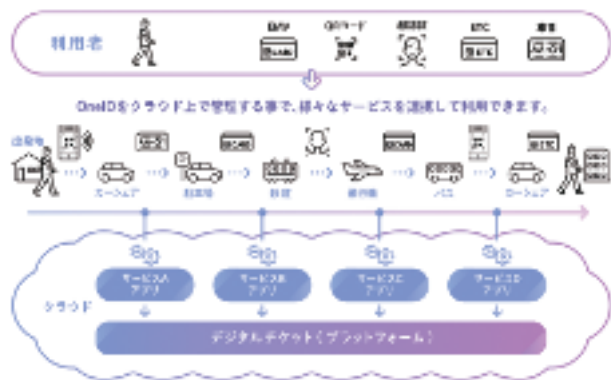 利用者
QRコード
ETC
OneIDをクラウド上で管理する事で、様々なサービスを連携して利用できます。
出発地
カーシェア
駐車場
鉄道
飛行機
バス
カーシェア
サービスA
アプリ
サービスB
アプリ
サービスC
アプリ
サービスD
アプリ
クラウド
デジタルチケット(プラットフォーム)